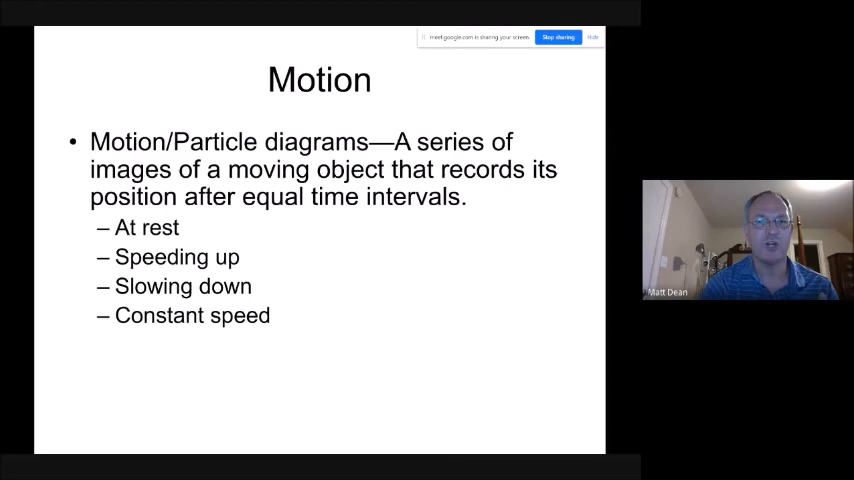 meet.google.com is sharing your screen. Stop sharing Hide
Motion
• Motion/Particle diagrams—A series of
images of a moving object that records its
position after equal time intervals.
– At rest
– Speeding up
– Slowing down
– Constant speed
Matt Dean